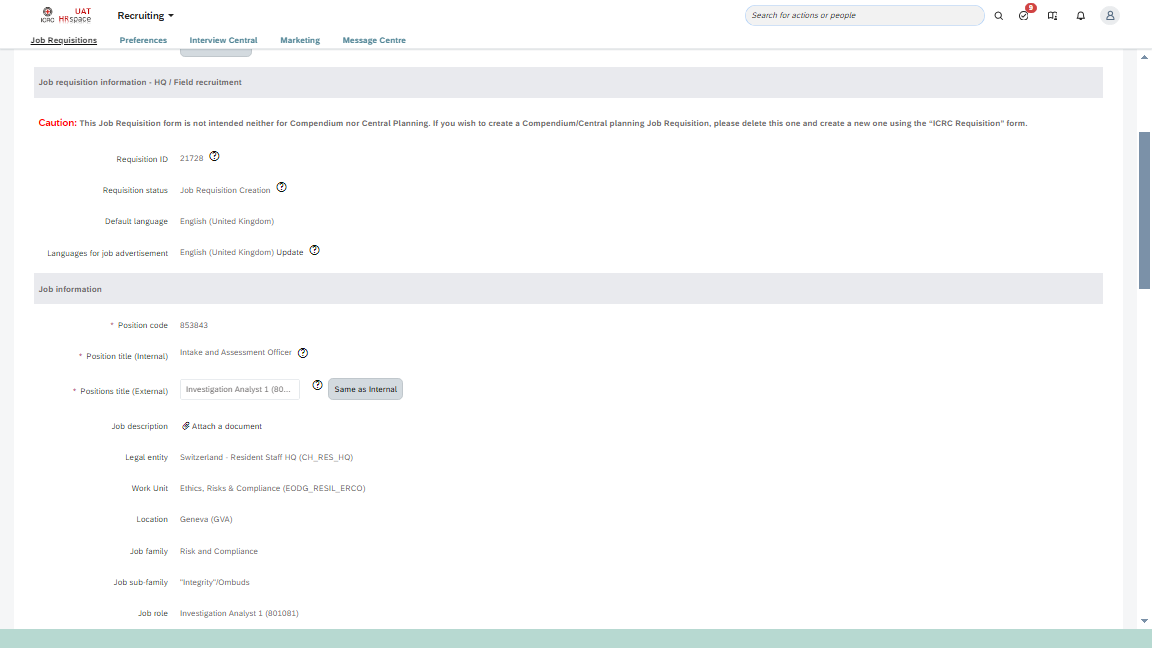 ICRC UAT HRspace Recruiting Search for actions or people 9
Job Requisitions Preferences Interview Central Marketing Message Centre
Job requisition information - HQ / Field recruitment
Caution: This Job Requisition form is not intended neither for Compendium nor Central Planning. If you wish to create a Compendium/Central planning Job Requisition, please delete this one and create a new one using the “ICRC Requisition” form.
Requisition ID 21728
Requisition status Job Requisition Creation
Default language English (United Kingdom)
Languages for job advertisement English (United Kingdom) Update
Job information
* Position code 853843
* Position title (Internal) Intake and Assessment Officer
* Positions title (External) Investigation Analyst 1 (80... Same as Internal
Job description Attach a document
Legal entity Switzerland - Resident Staff HQ (CH_RES_HQ)
Work Unit Ethics, Risks & Compliance (EODG_RESIL_ERCO)
Location Geneva (GVA)
Job family Risk and Compliance
Job sub-family "Integrity"/Ombuds
Job role Investigation Analyst 1 (801081)